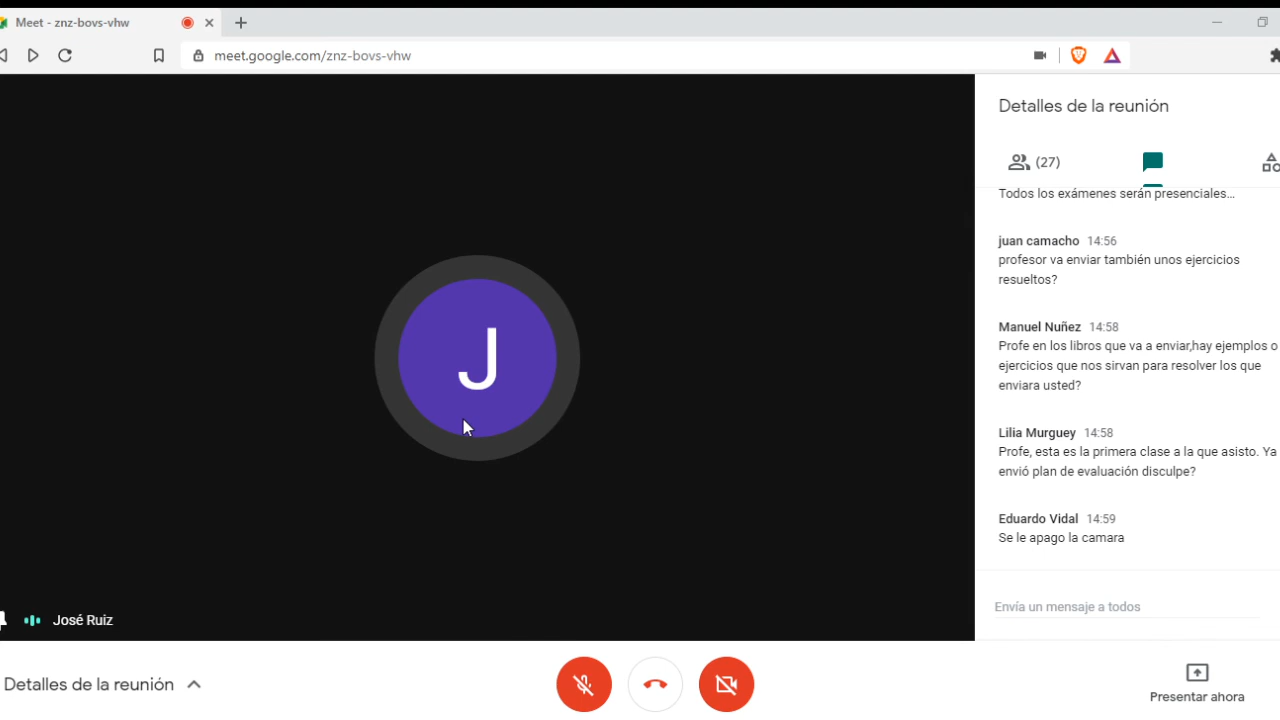 Meet - znz-bovs-vhw
meet.google.com/znz-bovs-vhw
Detalles de la reunión
(27)
Todos los exámenes serán presenciales...
juan camacho 14:56
profesor va enviar también unos ejercicios
resueltos?
Manuel Nuñez 14:58
Profe en los libros que va a enviar,hay ejemplos o
ejercicios que nos sirvan para resolver los que
enviara usted?
Lilia Murguey 14:58
Profe, esta es la primera clase a la que asisto. Ya
envió plan de evaluación disculpe?
Eduardo Vidal 14:59
Se le apago la camara
Envía un mensaje a todos
J
José Ruiz
Detalles de la reunión
Presentar ahora